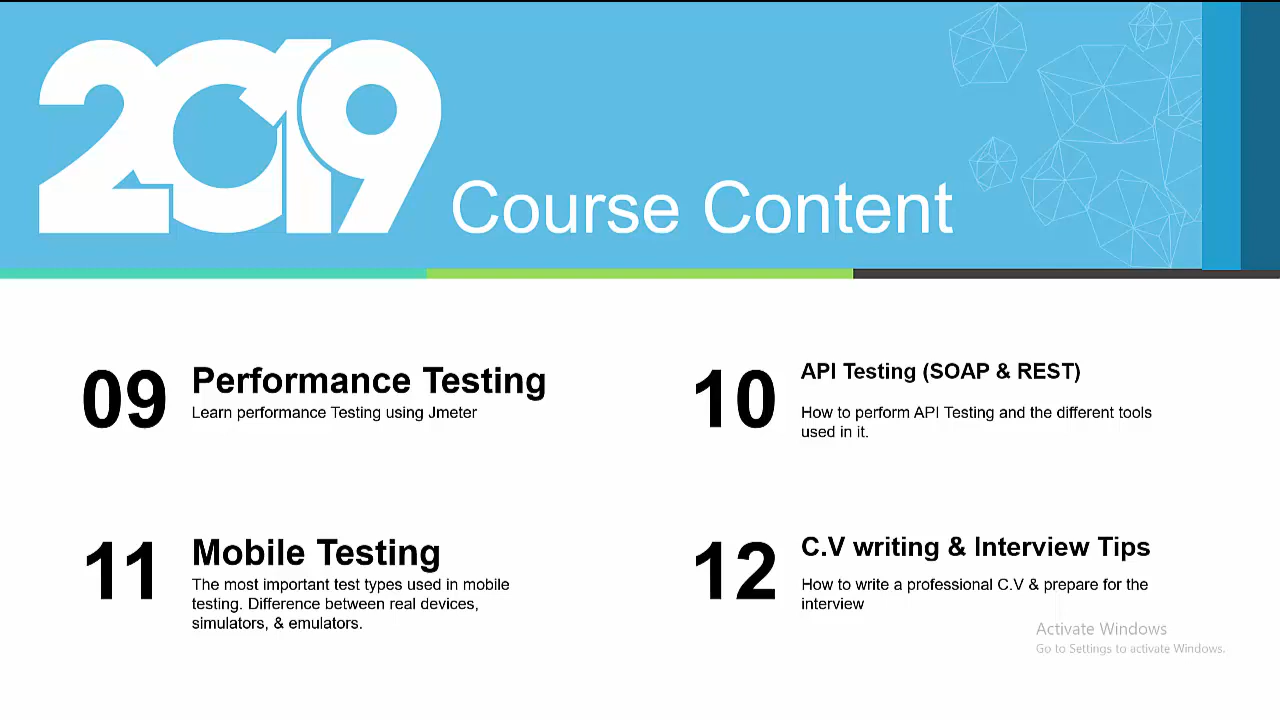 2019
Course Content
09
Performance Testing
Learn performance Testing using Jmeter
10
API Testing (SOAP & REST)
How to perform API Testing and the different tools
used in it.
11
Mobile Testing
The most important test types used in mobile
testing. Difference between real devices,
simulators, & emulators.
12
C.V writing & Interview Tips
How to write a professional C.V & prepare for the
interview
Activate Windows
Go to Settings to activate Windows.